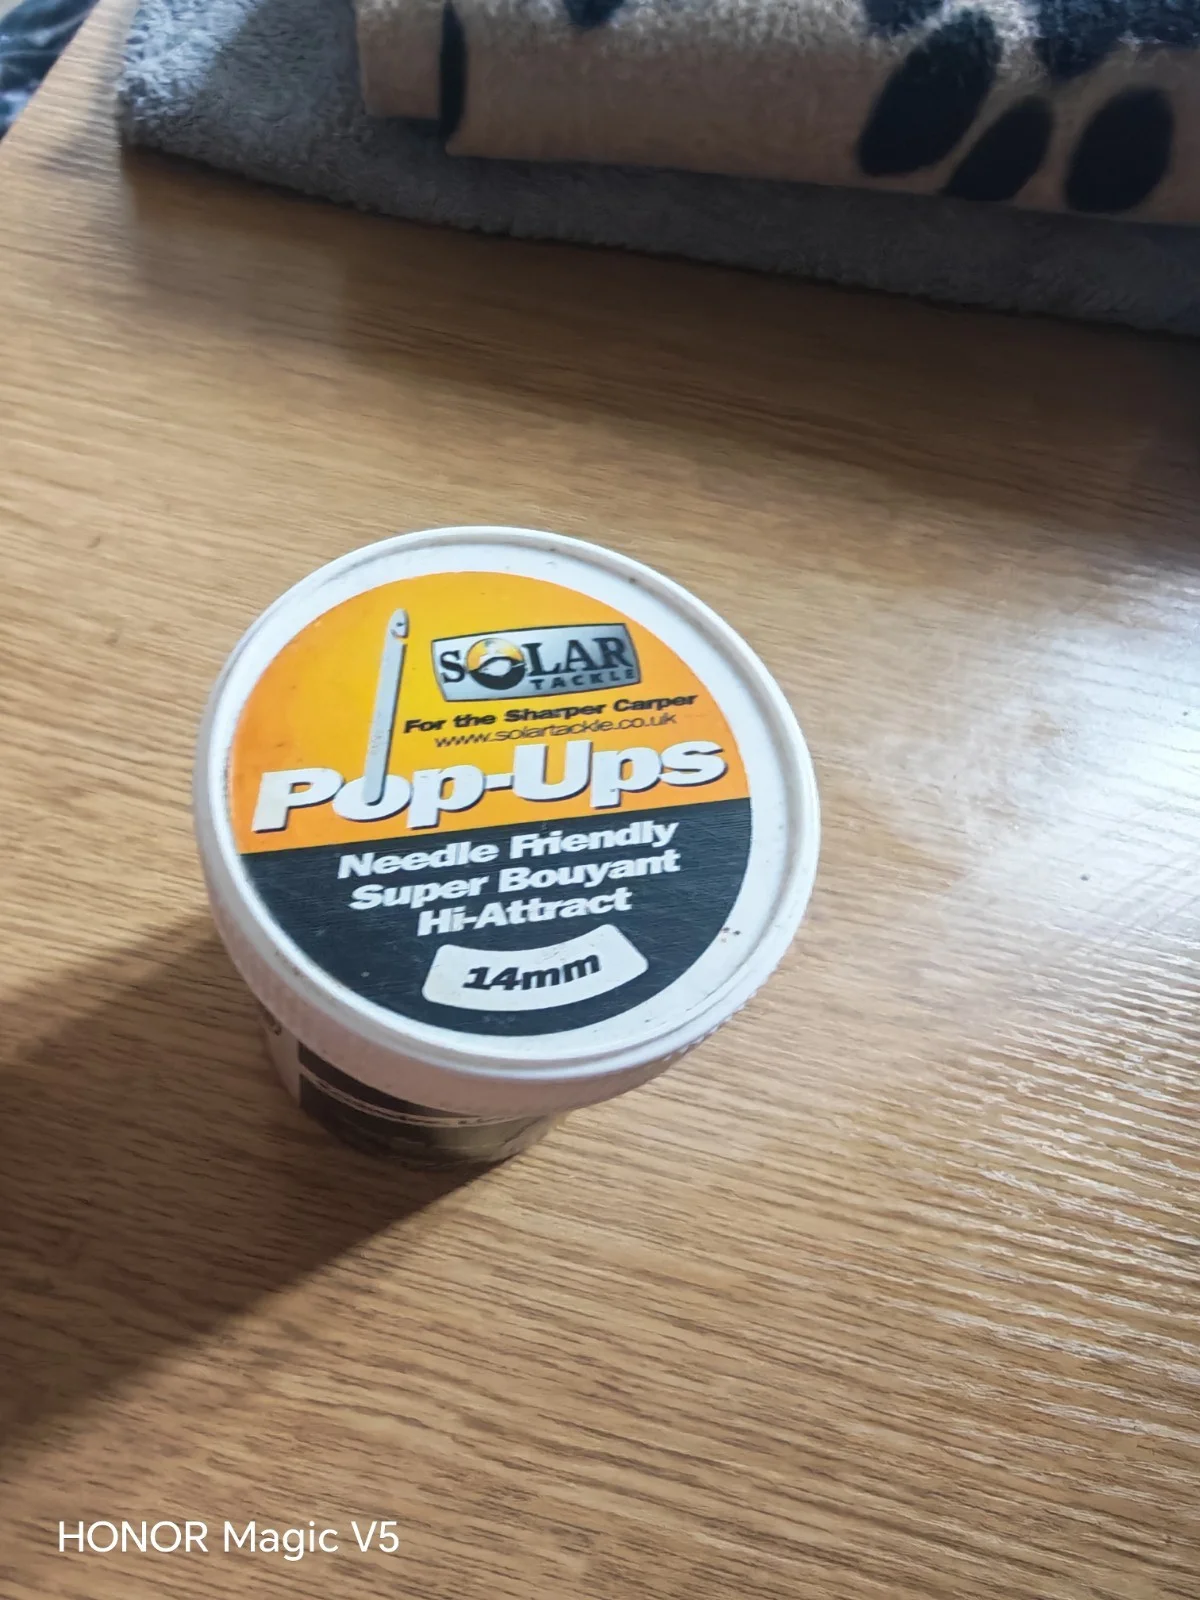 SOLAR
TACKLE
For the Sharper Carper
www.solartackle.co.uk
Pop-Ups
Needle Friendly
Super Bouyant
Hi-Attract
14mm
HONOR Magic V5